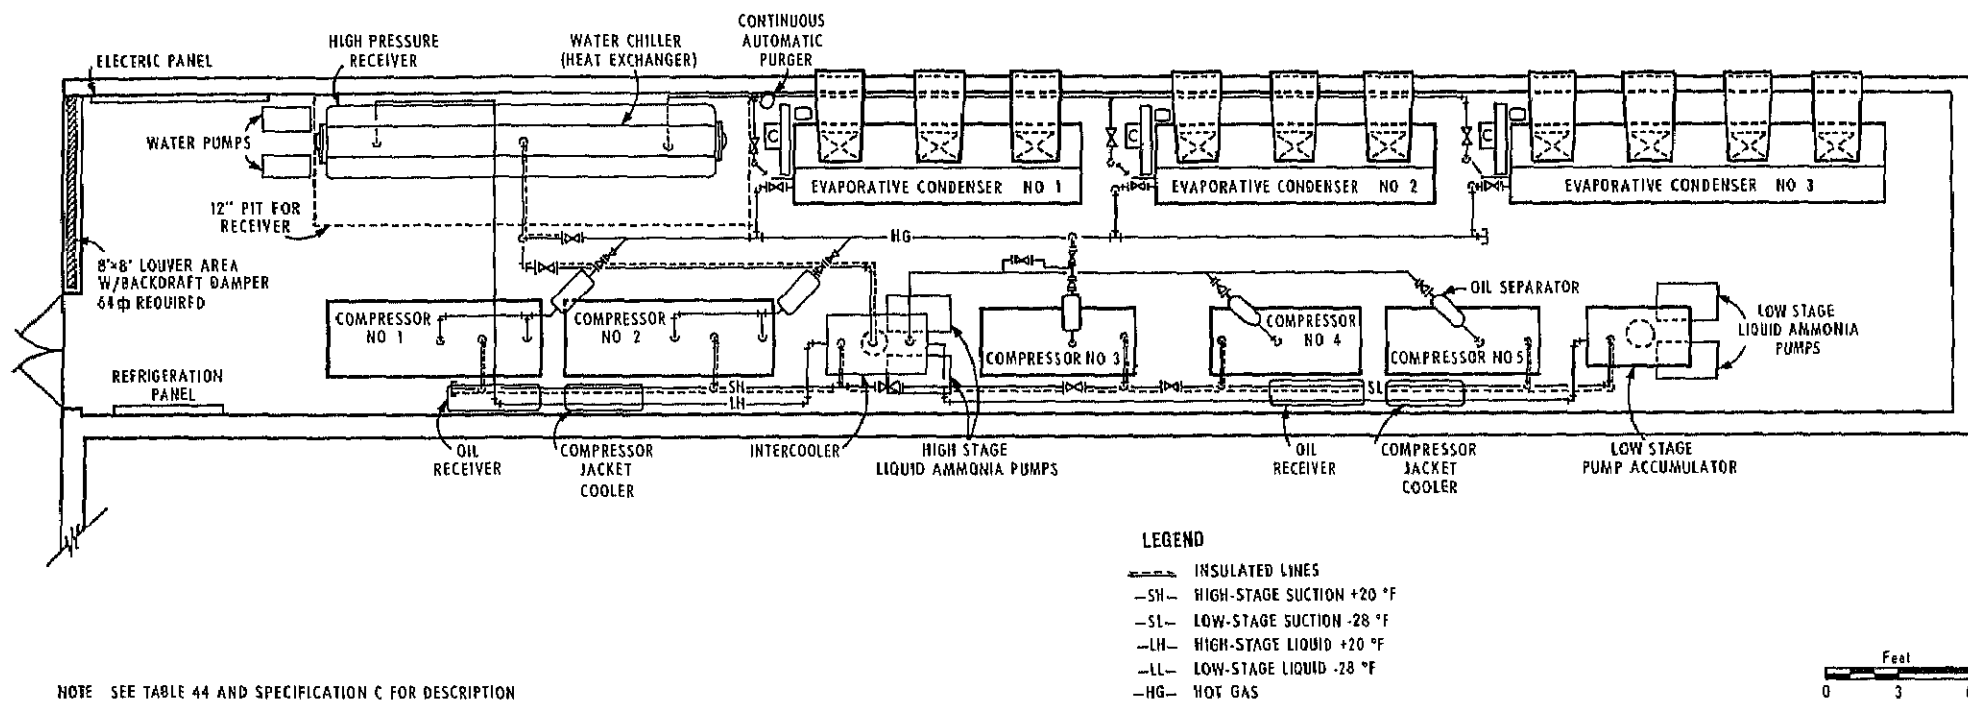 CONTINUOUS
AUTOMATIC
PURGER
HIGH PRESSURE
RECEIVER
WATER CHILLER
(HEAT EXCHANGER)
ELECTRIC PANEL
WATER PUMPS
C
C
C
EVAPORATIVE CONDENSER NO 1
EVAPORATIVE CONDENSER NO 2
EVAPORATIVE CONDENSER NO 3
12" PIT FOR
RECEIVER
HG
8'x8' LOUVER AREA
W/BACKDRAFT DAMPER
64 ф REQUIRED
OIL SEPARATOR
COMPRESSOR
NO 1
COMPRESSOR
NO 2
COMPRESSOR NO 3
COMPRESSOR
NO 4
COMPRESSOR NO 5
LOW STAGE
LIQUID AMMONIA
PUMPS
REFRIGERATION
PANEL
SH
LH
SL
OIL
RECEIVER
COMPRESSOR
JACKET
COOLER
INTERCOOLER
HIGH STAGE
LIQUID AMMONIA PUMPS
OIL
RECEIVER
COMPRESSOR
JACKET
COOLER
LOW STAGE
PUMP ACCUMULATOR
LEGEND
INSULATED LINES
-SH- HIGH-STAGE SUCTION +20 °F
-SL- LOW-STAGE SUCTION -28 °F
-LH- HIGH-STAGE LIQUID +20 °F
-LL- LOW-STAGE LIQUID -28 °F
-HG- HOT GAS
Feet
0 3
NOTE SEE TABLE 44 AND SPECIFICATION C FOR DESCRIPTION